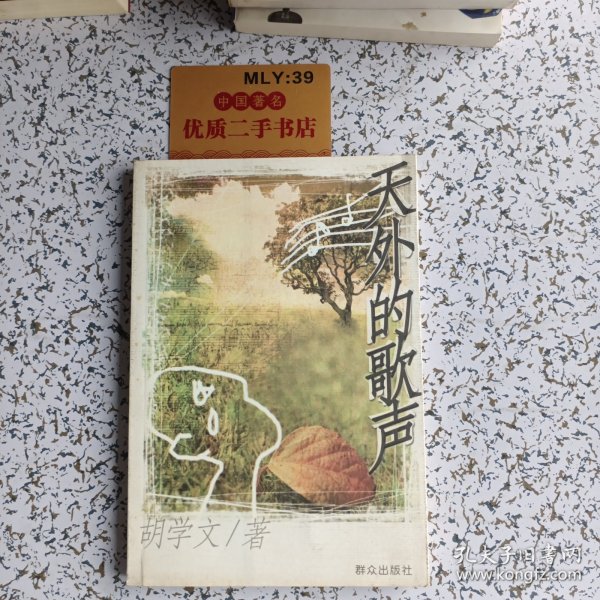 MLY:39
中国著名
优质二手书店
天外的歌声
胡学文/著
群众出版社
孔夫子旧书网
www.kongfz.com